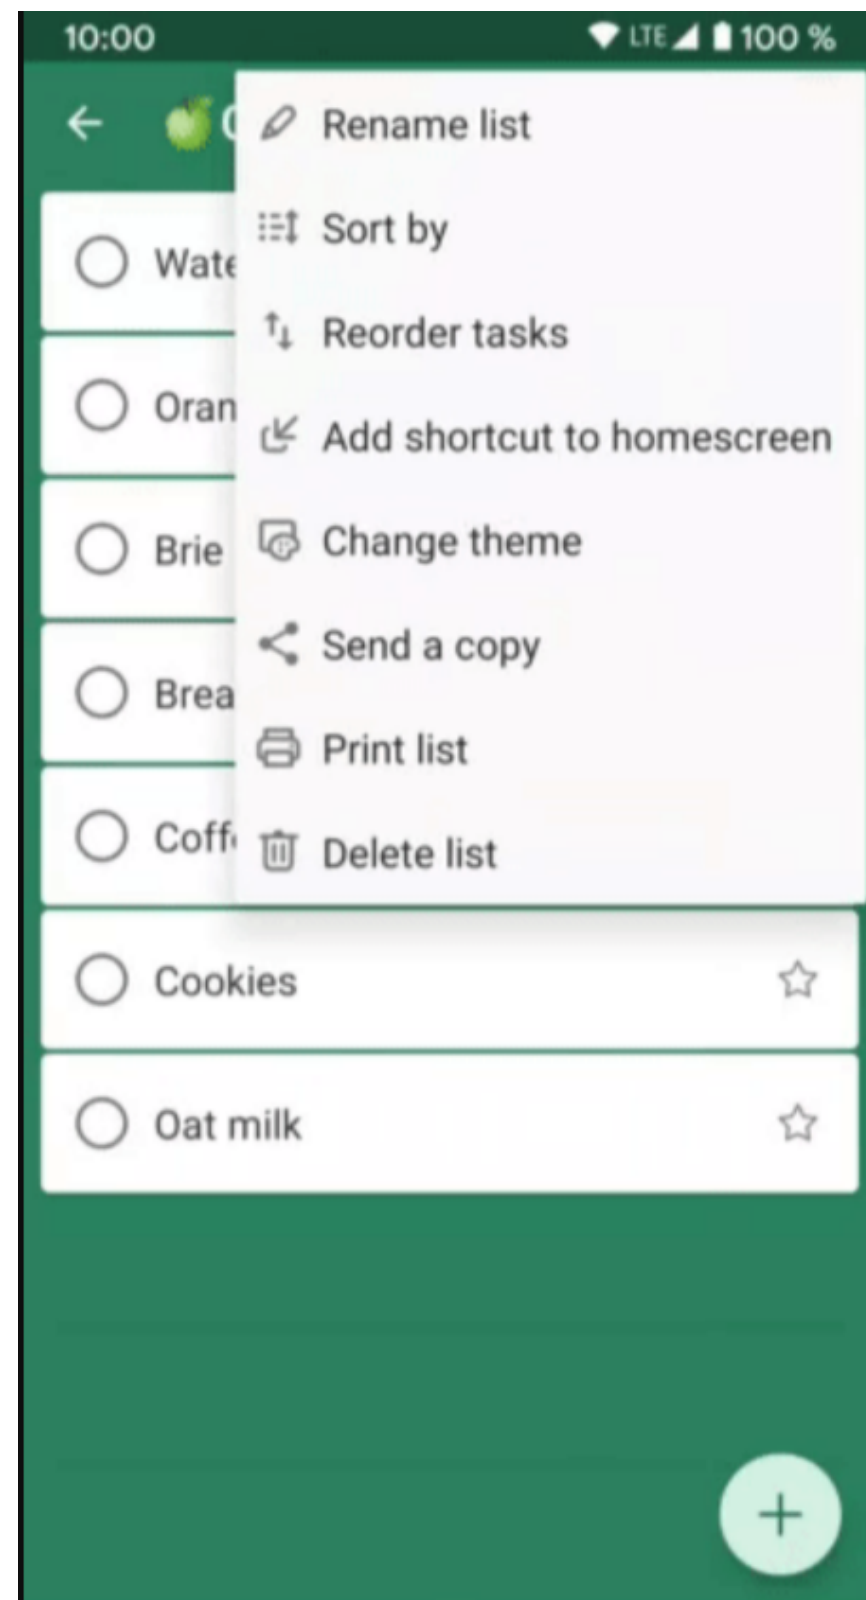 10:00 LTE 100 %
Rename list
Sort by
Reorder tasks
Add shortcut to homescreen
Change theme
Send a copy
Print list
Delete list
Wate
Oran
Brie
Brea
Coff
Cookies
Oat milk